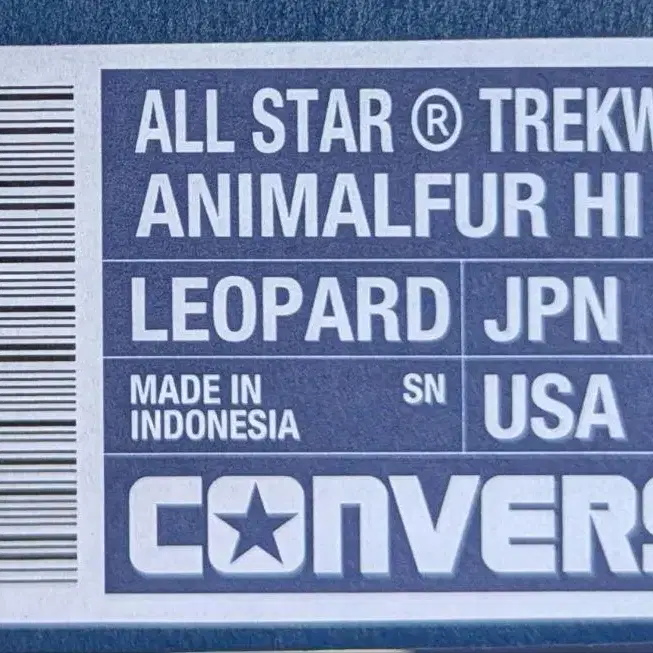 ALL STAR ® TREKW
ANIMALFUR HI
LEOPARD JPN
MADE IN INDONESIA SN USA
CONVERS